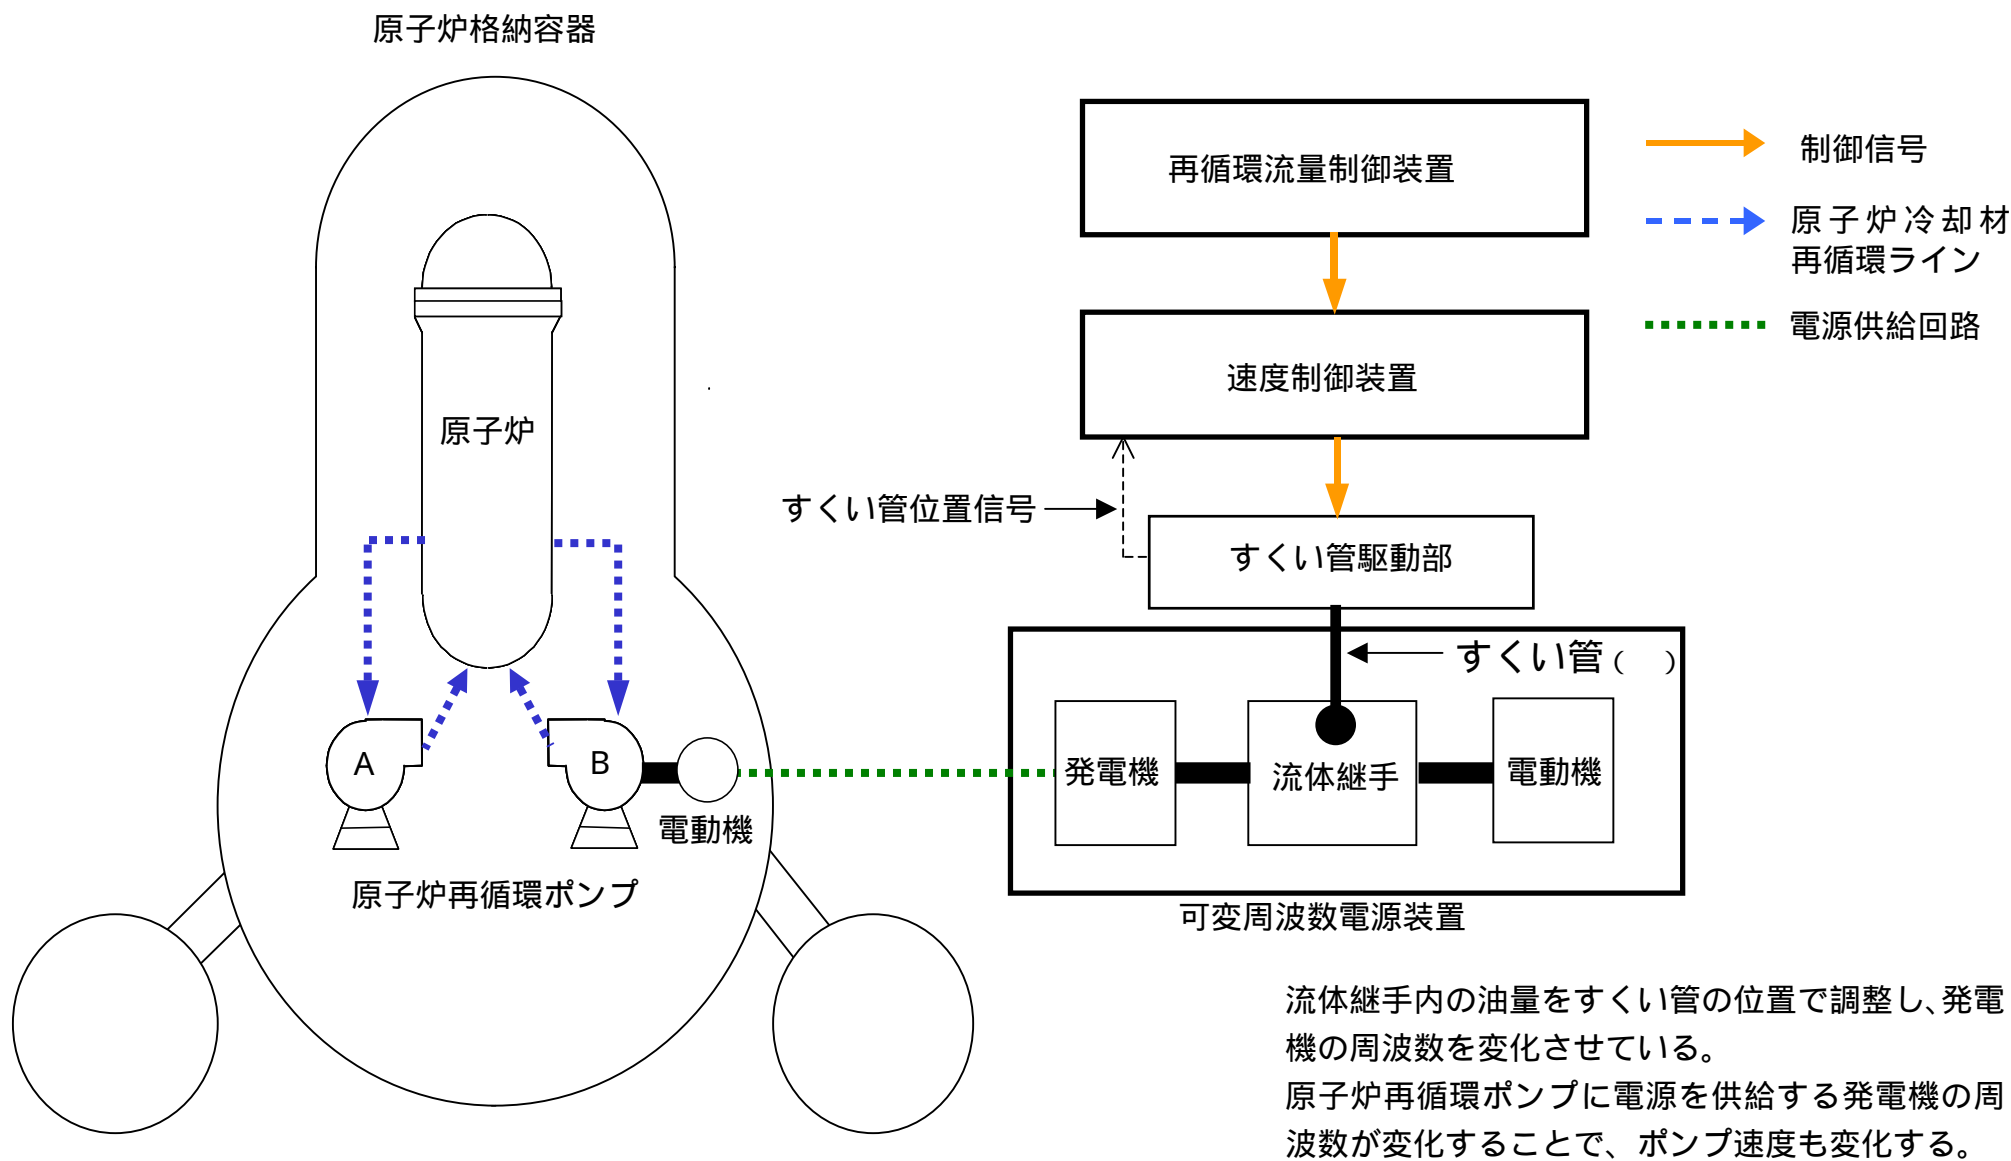 原子炉格納容器
原子炉
A
B
電動機
原子炉再循環ポンプ
再循環流量制御装置
速度制御装置
すくい管位置信号
すくい管駆動部
すくい管(　)
発電機
流体継手
電動機
可変周波数電源装置
制御信号
原子炉冷却材
再循環ライン
電源供給回路
流体継手内の油量をすくい管の位置で調整し、発電
機の周波数を変化させている。
原子炉再循環ポンプに電源を供給する発電機の周
波数が変化することで、ポンプ速度も変化する。